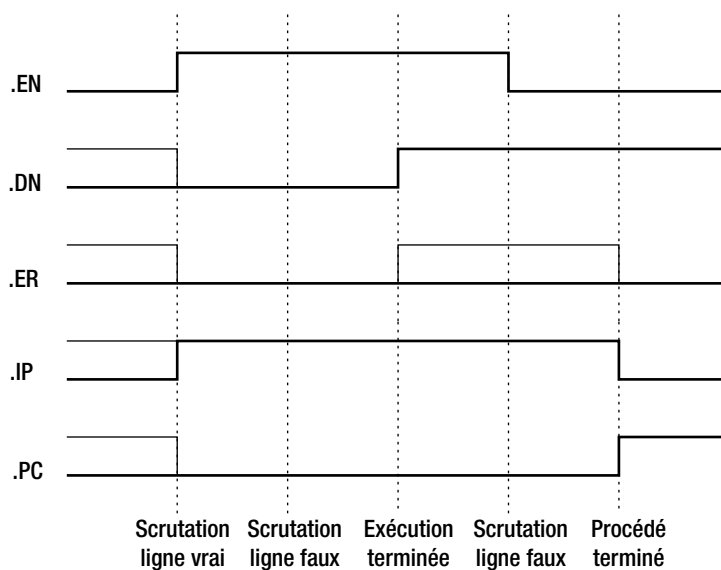 .EN
.DN
.ER
.IP
.PC
Scrutation ligne vrai
Scrutation ligne faux
Exécution terminée
Scrutation ligne faux
Procédé terminé